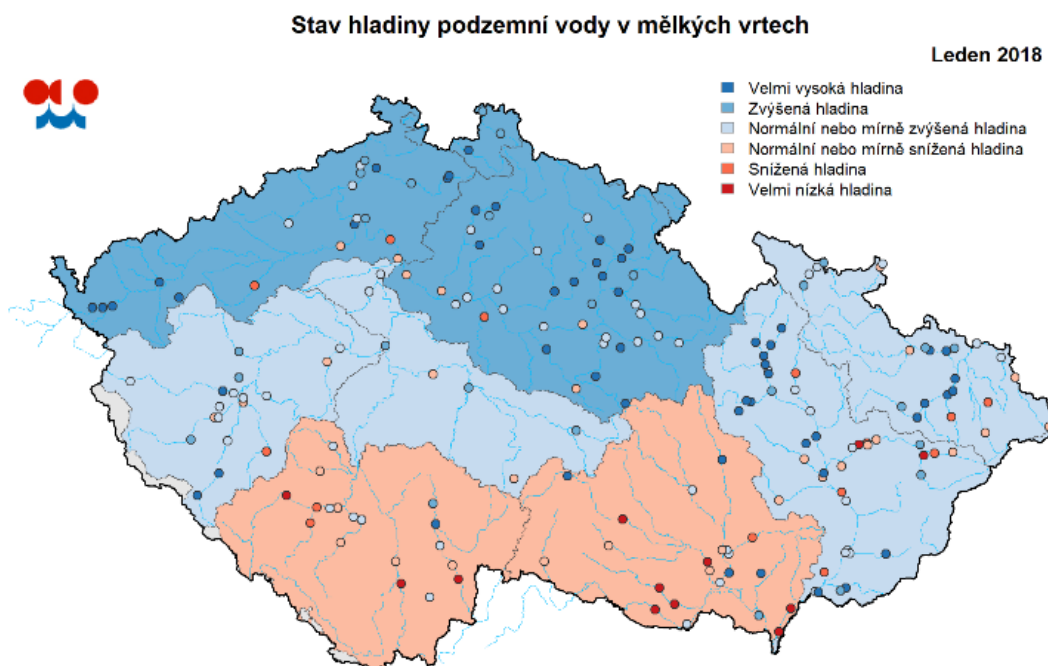 Stav hladiny podzemní vody v mělkých vrtech
Leden 2018
Velmi vysoká hladina
Zvýšená hladina
Normální nebo mírně zvýšená hladina
Normální nebo mírně snížená hladina
Snížená hladina
Velmi nízká hladina